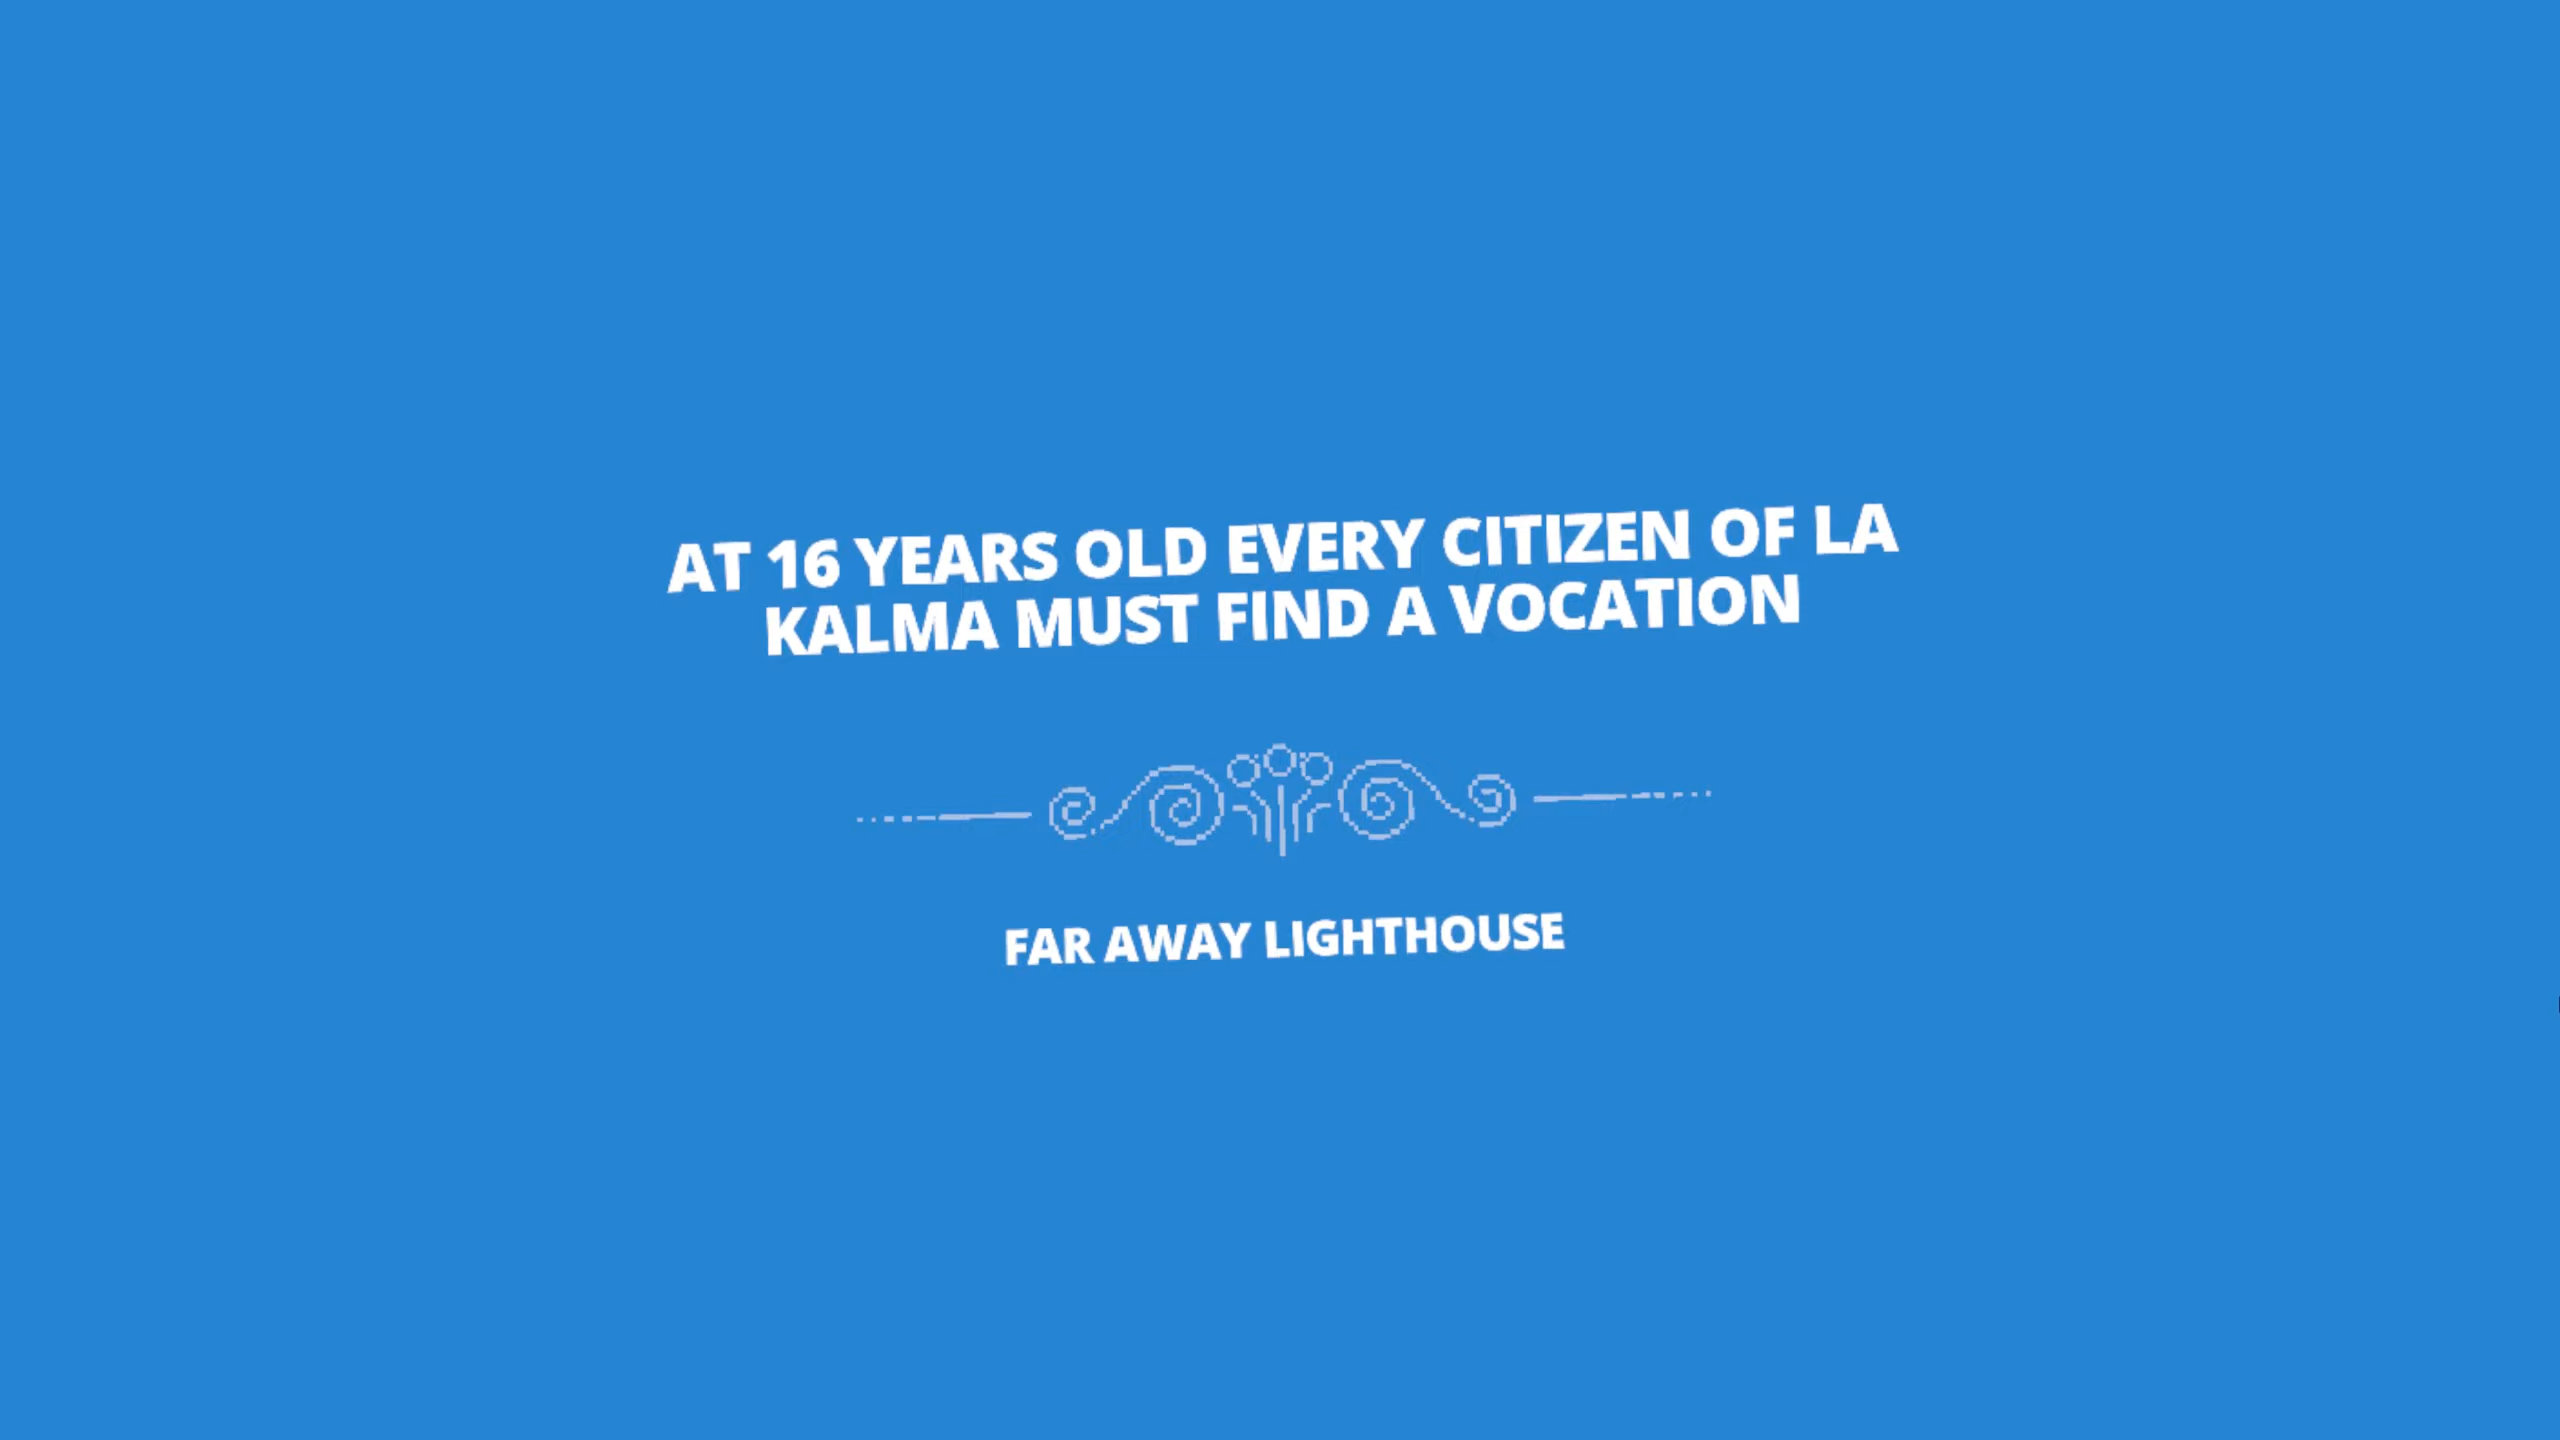 AT 16 YEARS OLD EVERY CITIZEN OF LA
KALMA MUST FIND A VOCATION
FAR AWAY LIGHTHOUSE